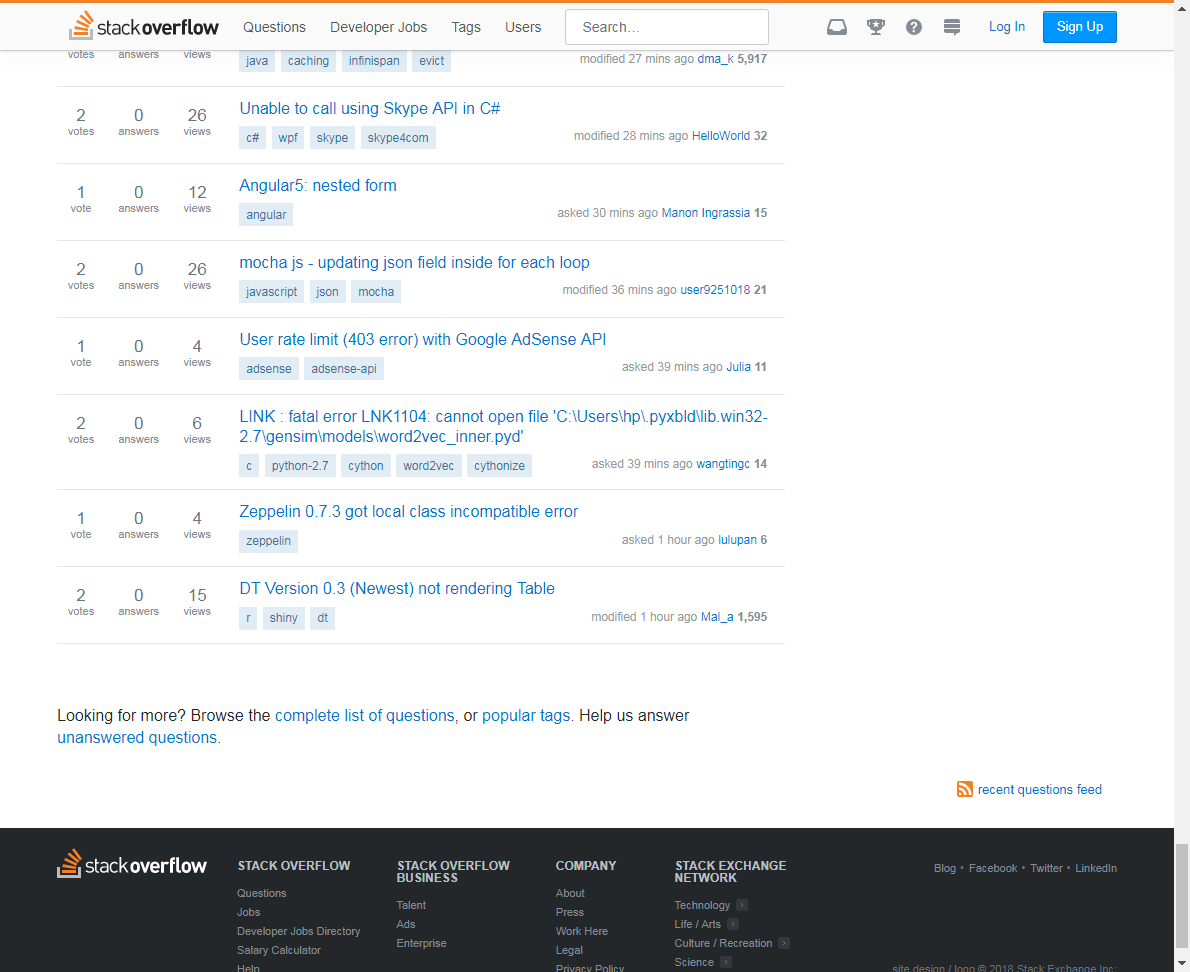 stackoverflow Questions Developer Jobs Tags Users Search... Log In Sign Up
votes answers views java caching infinispan evict modified 27 mins ago dma_k 5,917
Unable to call using Skype API in C#
2 0 26
votes answers views
c# wpf skype skype4com modified 28 mins ago HelloWorld 32
Angular5: nested form
1 0 12
vote answers views
angular asked 30 mins ago Manon Ingrassia 15
mocha js - updating json field inside for each loop
2 0 26
votes answers views
javascript json mocha modified 36 mins ago user9251018 21
User rate limit (403 error) with Google AdSense API
1 0 4
vote answers views
adsense adsense-api asked 39 mins ago Julia 11
LINK : fatal error LNK1104: cannot open file 'C:\Users\hp\.pyxbld\lib.win32-
2 0 6
2.7\gensim\models\word2vec_inner.pyd'
votes answers views
c python-2.7 cython word2vec cythonize asked 39 mins ago wangtingc 14
Zeppelin 0.7.3 got local class incompatible error
1 0 4
vote answers views
zeppelin asked 1 hour ago lulupan 6
DT Version 0.3 (Newest) not rendering Table
2 0 15
votes answers views
r shiny dt modified 1 hour ago Mal_a 1,595
Looking for more? Browse the complete list of questions, or popular tags. Help us answer
unanswered questions.
recent questions feed
stackoverflow
STACK OVERFLOW
Questions
Jobs
Developer Jobs Directory
Salary Calculator
Help
STACK OVERFLOW
BUSINESS
Talent
Ads
Enterprise
COMPANY
About
Press
Work Here
Legal
Privacy Policy
STACK EXCHANGE
NETWORK
Technology
Life / Arts
Culture / Recreation
Science
Blog • Facebook • Twitter • LinkedIn
site design / logo © 2018 Stack Exchange Inc;